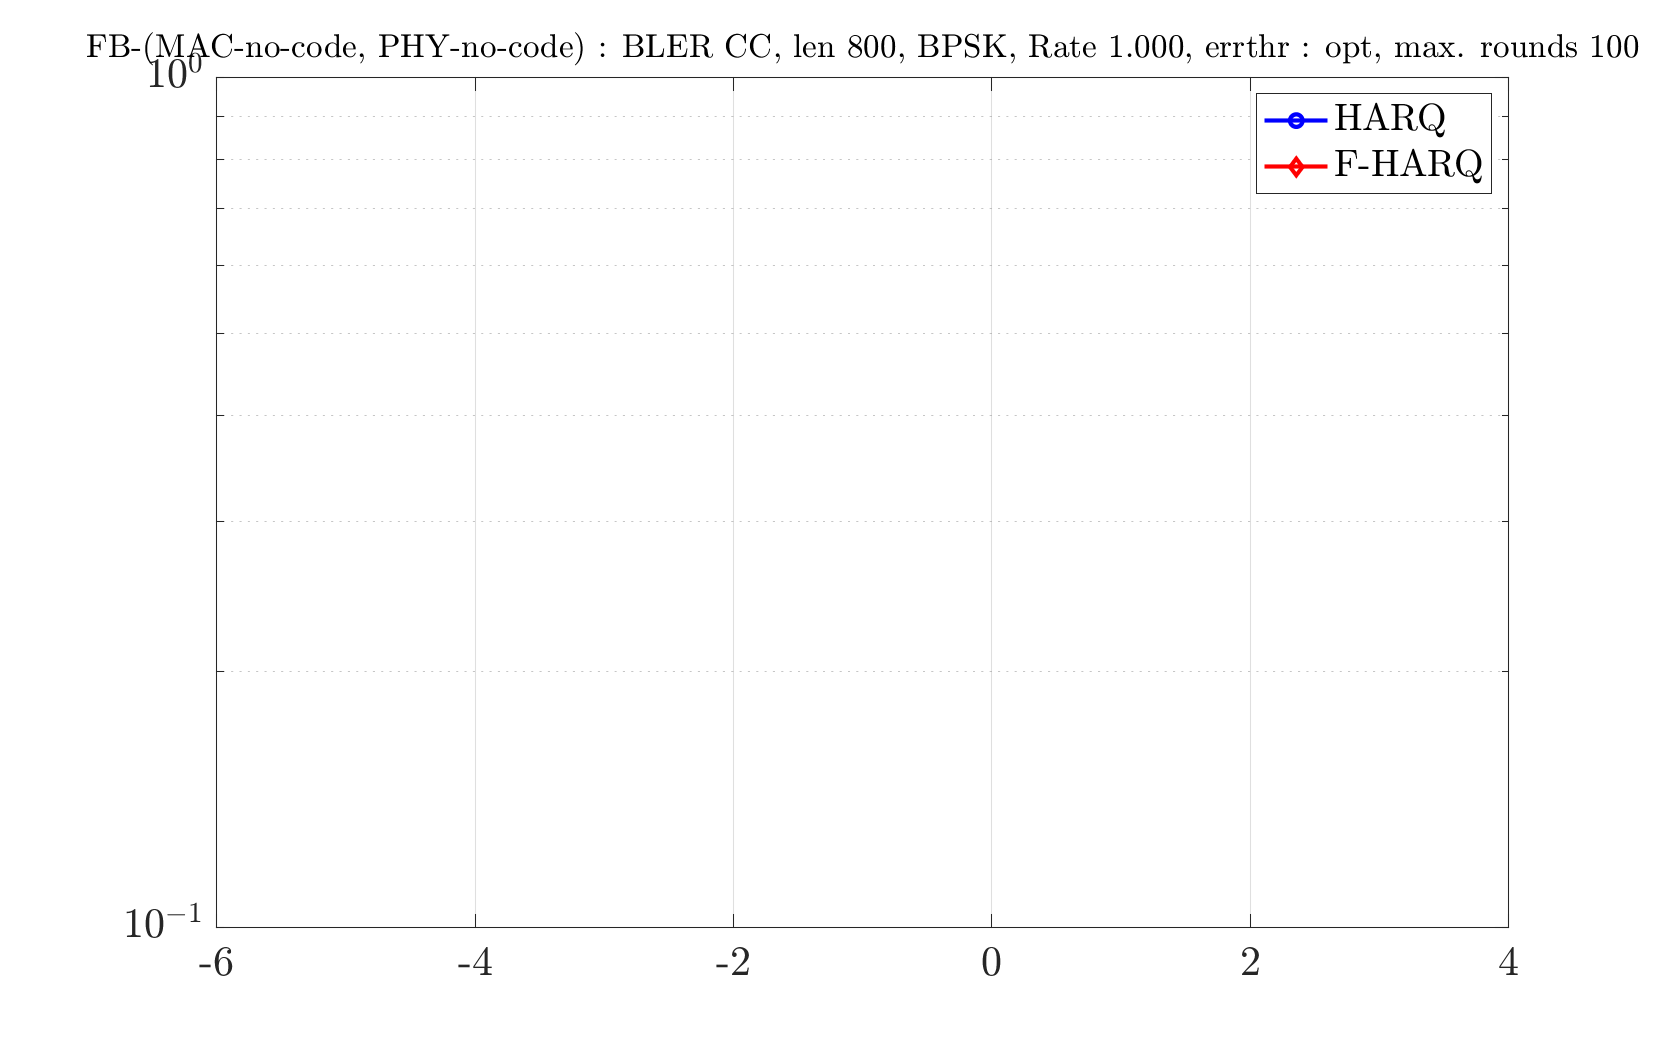 FB-(MAC-no-code, PHY-no-code) : BLER CC, len 800, BPSK, Rate 1.000, errthr : opt, max. rounds 100
10^0
HARQ
F-HARQ
10^{-1}
-6 -4 -2 0 2 4